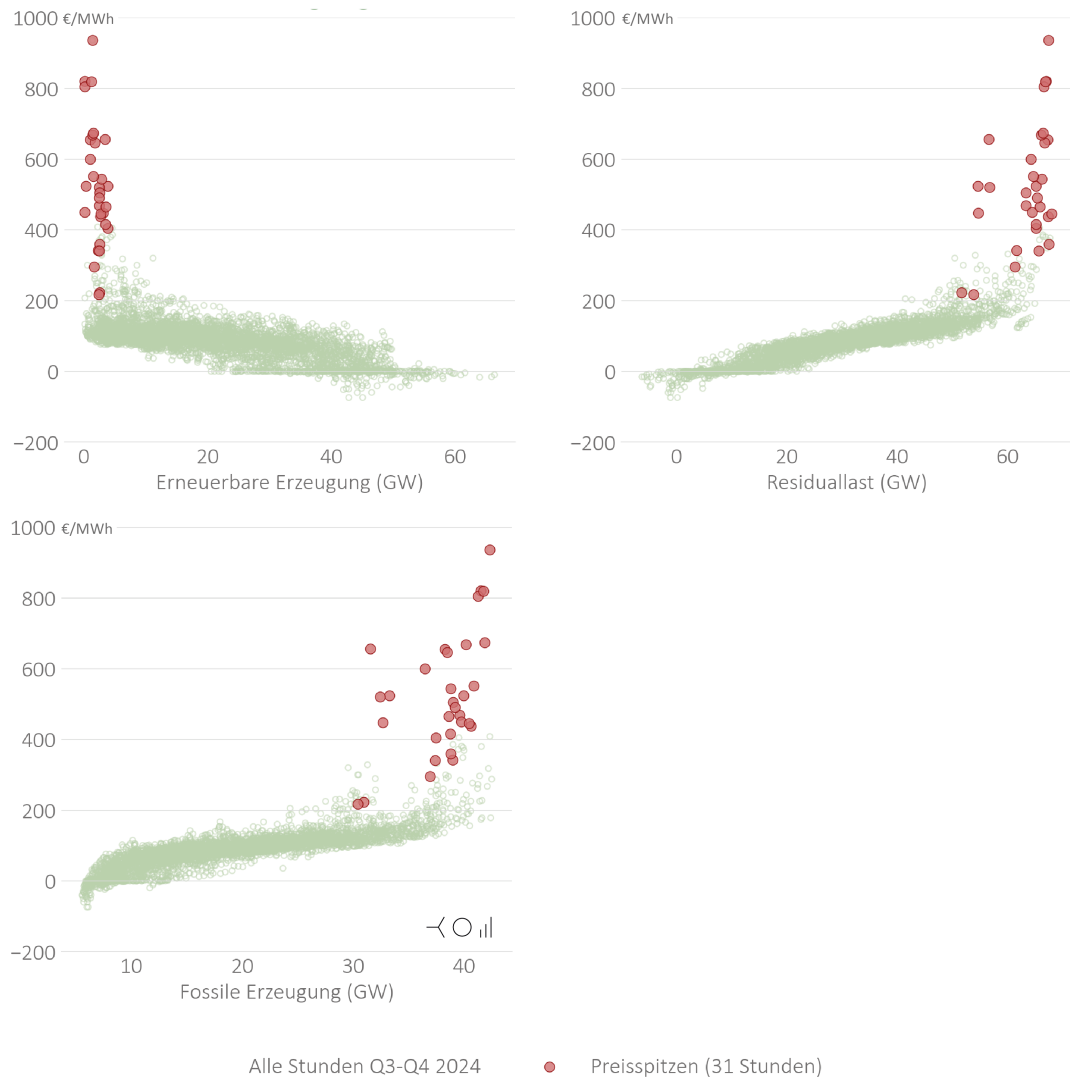 1000 €/MWh
800
600
400
200
0
−200
0 20 40 60
Erneuerbare Erzeugung (GW)
1000 €/MWh
800
600
400
200
0
−200
0 20 40 60
Residuallast (GW)
1000 €/MWh
800
600
400
200
0
−200
10 20 30 40
Fossile Erzeugung (GW)
Alle Stunden Q3-Q4 2024 Preisspitzen (31 Stunden)